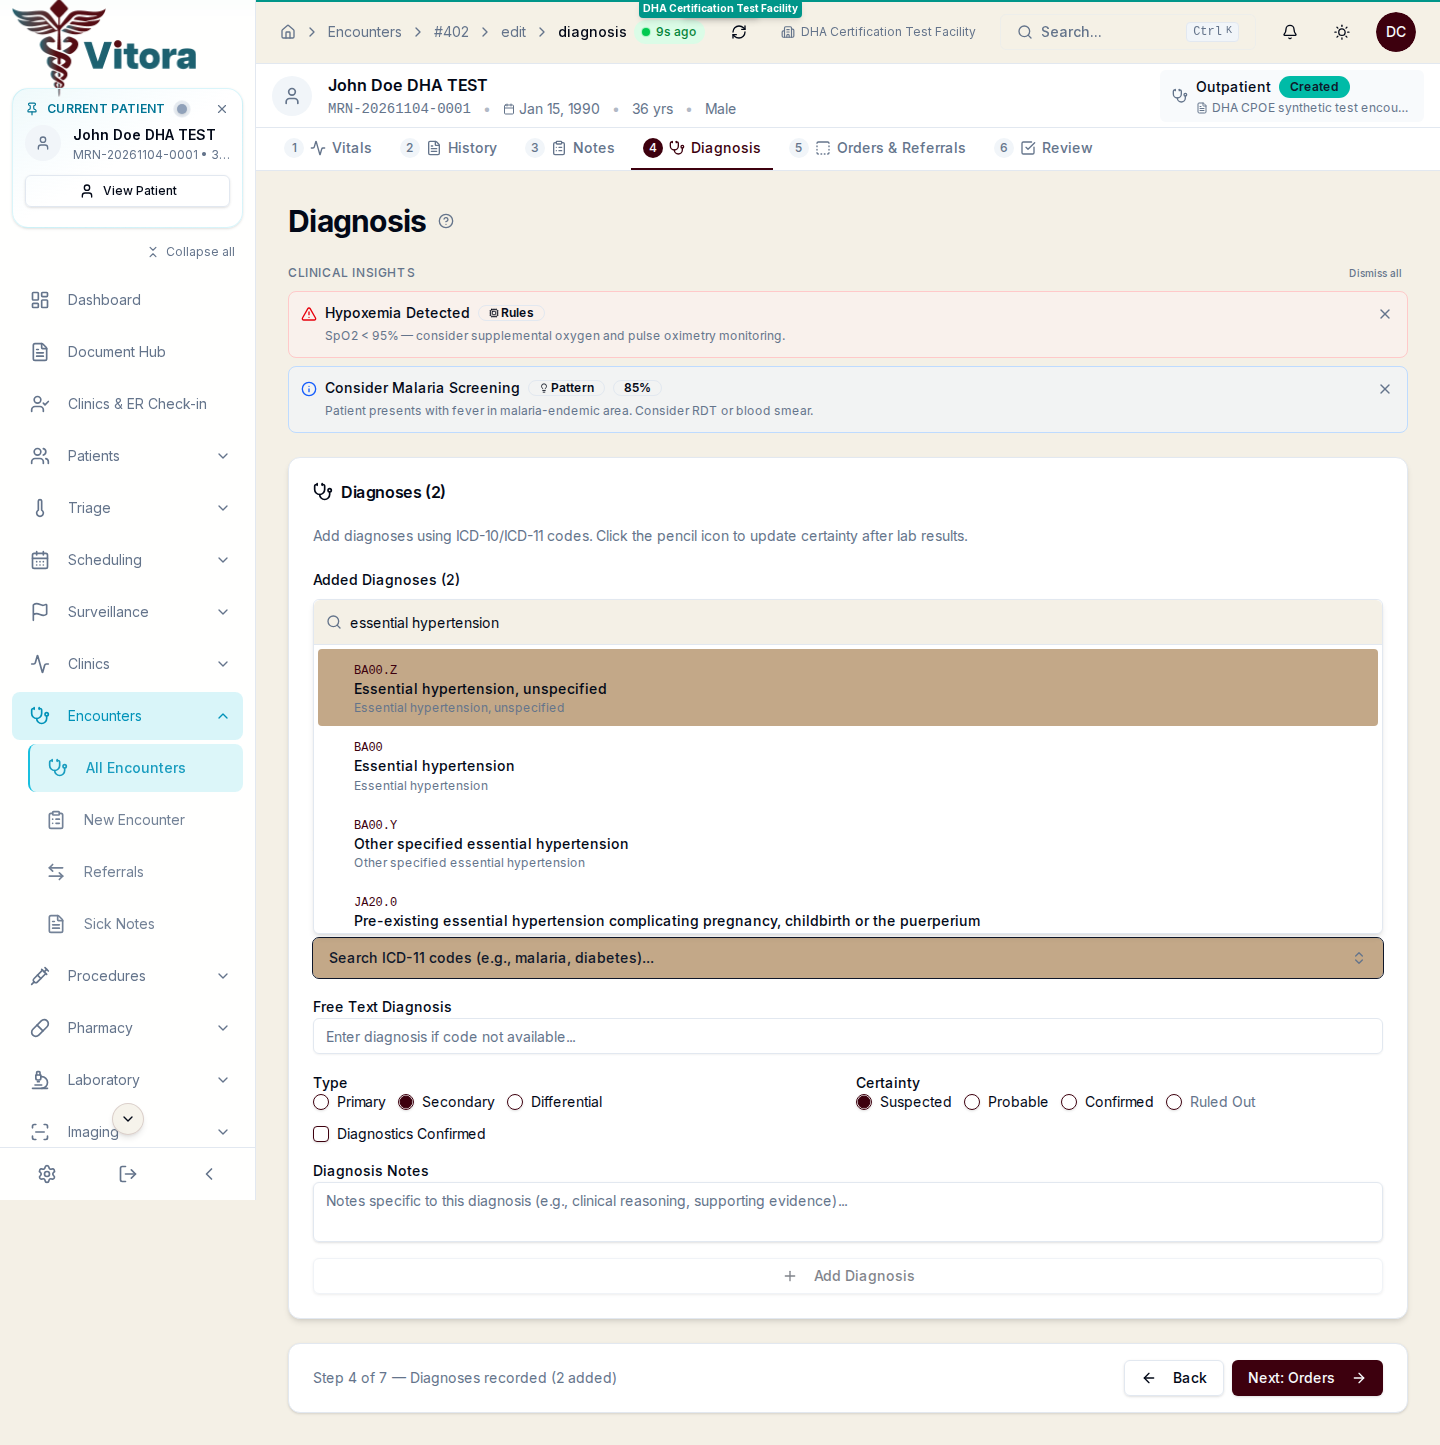 DHA Certification Test Facility
Vitora
Encounters
#402
edit
diagnosis
9s ago
DHA Certification Test Facility
Search...
Ctrl K
DC
CURRENT PATIENT
John Doe DHA TEST
MRN-20261104-0001 • 3...
View Patient
Collapse all
Dashboard
Document Hub
Clinics & ER Check-in
Patients
Triage
Scheduling
Surveillance
Clinics
Encounters
All Encounters
New Encounter
Referrals
Sick Notes
Procedures
Pharmacy
Laboratory
Imaging
John Doe DHA TEST
MRN-20261104-0001 • Jan 15, 1990 • 36 yrs • Male
Outpatient Created
DHA CPOE synthetic test encou...
1 Vitals
2 History
3 Notes
4 Diagnosis
5 Orders & Referrals
6 Review
Diagnosis
CLINICAL INSIGHTS
Dismiss all
Hypoxemia Detected Rules
SpO2 < 95% — consider supplemental oxygen and pulse oximetry monitoring.
Consider Malaria Screening Pattern 85%
Patient presents with fever in malaria-endemic area. Consider RDT or blood smear.
Diagnoses (2)
Add diagnoses using ICD-10/ICD-11 codes. Click the pencil icon to update certainty after lab results.
Added Diagnoses (2)
essential hypertension
BA00.Z
Essential hypertension, unspecified
Essential hypertension, unspecified
BA00
Essential hypertension
Essential hypertension
BA00.Y
Other specified essential hypertension
Other specified essential hypertension
JA20.0
Pre-existing essential hypertension complicating pregnancy, childbirth or the puerperium
Search ICD-11 codes (e.g., malaria, diabetes)...
Free Text Diagnosis
Enter diagnosis if code not available...
Type
Primary Secondary Differential
Certainty
Suspected Probable Confirmed Ruled Out
Diagnostics Confirmed
Diagnosis Notes
Notes specific to this diagnosis (e.g., clinical reasoning, supporting evidence)...
Add Diagnosis
Step 4 of 7 — Diagnoses recorded (2 added)
Back
Next: Orders